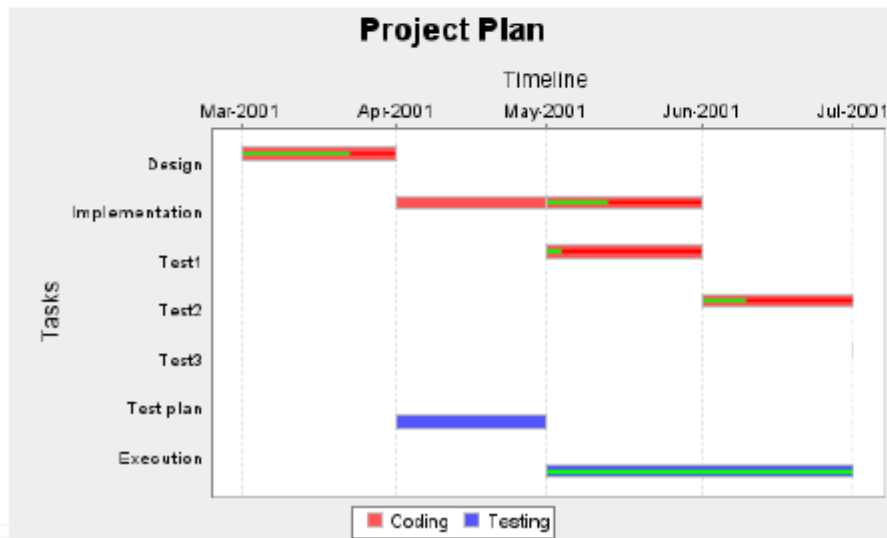 Project Plan
Timeline
Mar-2001 Apr-2001 May-2001 Jun-2001 Jul-2001
Tasks
Design
Implementation
Test1
Test2
Test3
Test plan
Execution
Coding Testing